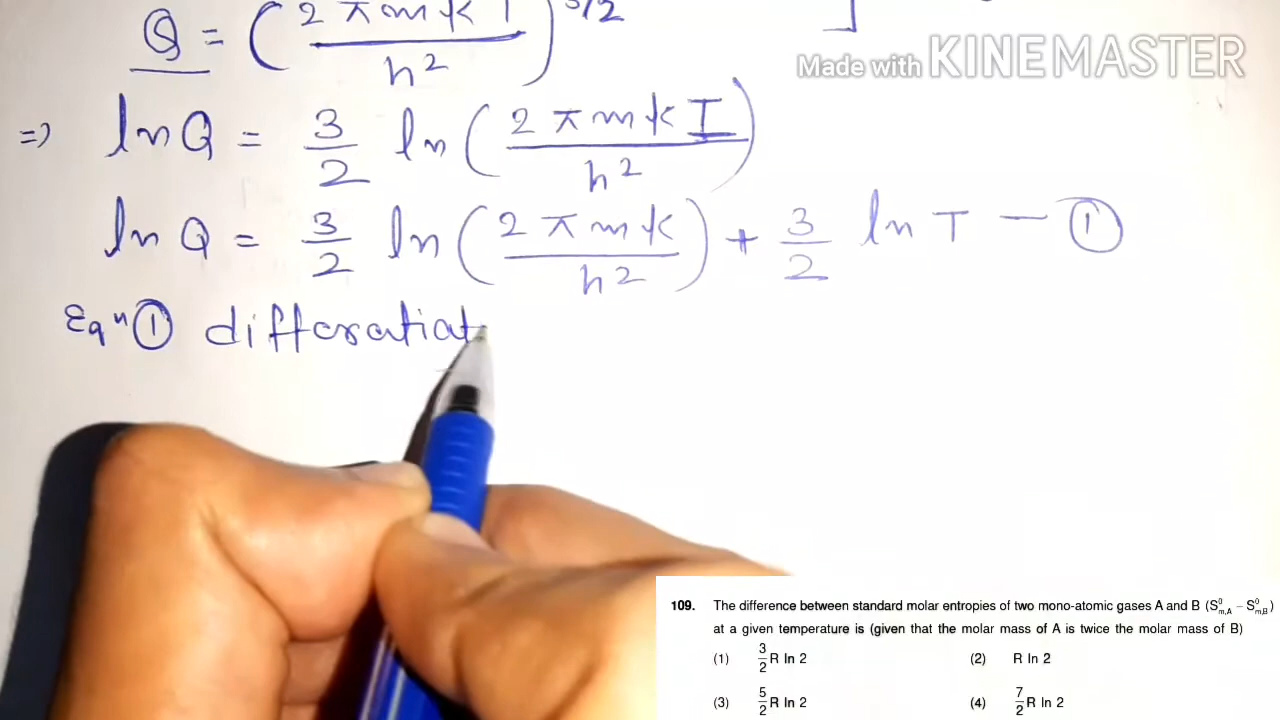 Q = (2πmkT/h²)^3/2 ]
Made with KINEMASTER
=> ln Q = 3/2 ln (2πmkT/h²)
ln Q = 3/2 ln (2πmk/h²) + 3/2 ln T — ①
Eqⁿ ① differatiat
109. The difference between standard molar entropies of two mono-atomic gases A and B (S⁰m,A – S⁰m,B)
at a given temperature is (given that the molar mass of A is twice the molar mass of B)
(1) 3/2 R ln 2 (2) R ln 2
(3) 5/2 R ln 2 (4) 7/2 R ln 2